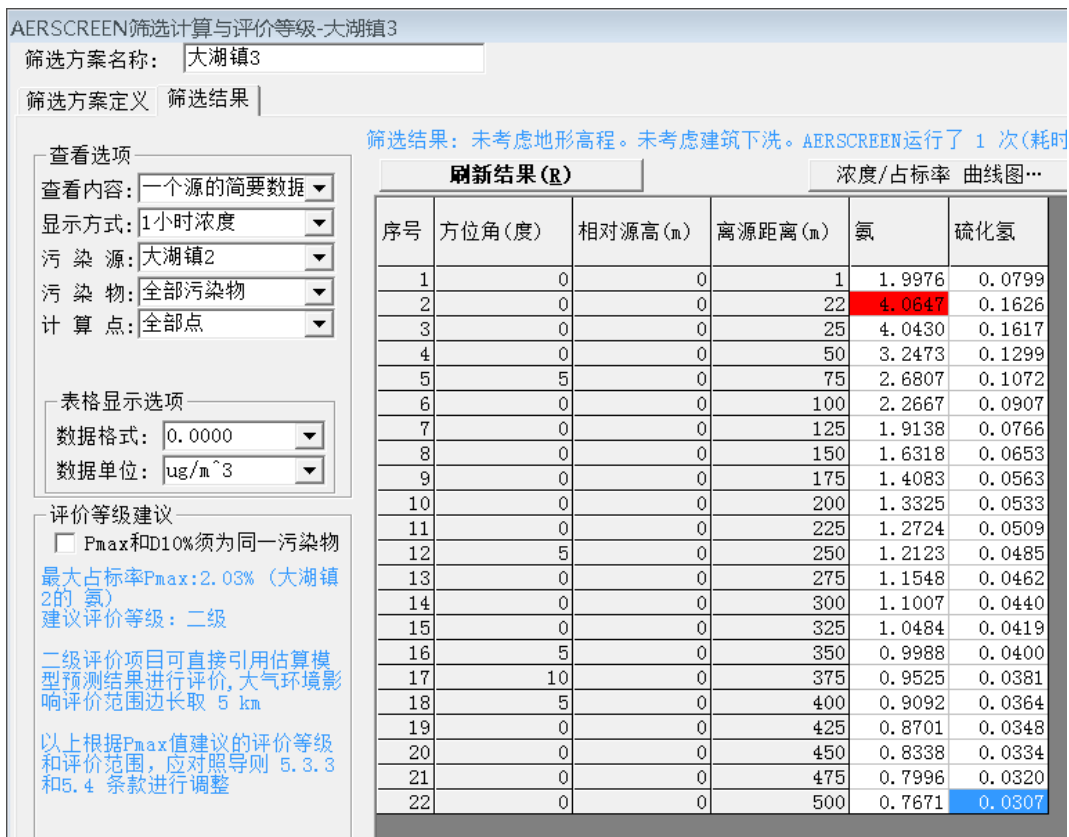 AERSCREEN筛选计算与评价等级-大湖镇3
筛选方案名称: 大湖镇3
筛选方案定义 筛选结果
筛选结果: 未考虑地形高程。未考虑建筑下洗。AERSCREEN运行了 1 次(耗时
查看选项
查看内容: 一个源的简要数据
显示方式: 1小时浓度
污 染 源: 大湖镇2
污 染 物: 全部污染物
计 算 点: 全部点
表格显示选项
数据格式: 0.0000
数据单位: ug/m^3
评价等级建议
Pmax和D10%须为同一污染物
最大占标率Pmax:2.03% (大湖镇
2的 氨)
建议评价等级: 二级
二级评价项目可直接引用估算模
型预测结果进行评价,大气环境影
响评价范围边长取 5 km
以上根据Pmax值建议的评价等级
和评价范围, 应对照导则 5.3.3
和5.4 条款进行调整
刷新结果(R) 浓度/占标率 曲线图…
序号 方位角(度) 相对源高(m) 离源距离(m) 氨 硫化氢
1 0 0 1 1.9976 0.0799
2 0 0 22 4.0647 0.1626
3 0 0 25 4.0430 0.1617
4 0 0 50 3.2473 0.1299
5 5 0 75 2.6807 0.1072
6 0 0 100 2.2667 0.0907
7 0 0 125 1.9138 0.0766
8 0 0 150 1.6318 0.0653
9 0 0 175 1.4083 0.0563
10 0 0 200 1.3325 0.0533
11 0 0 225 1.2724 0.0509
12 5 0 250 1.2123 0.0485
13 0 0 275 1.1548 0.0462
14 0 0 300 1.1007 0.0440
15 0 0 325 1.0484 0.0419
16 5 0 350 0.9988 0.0400
17 10 0 375 0.9525 0.0381
18 5 0 400 0.9092 0.0364
19 0 0 425 0.8701 0.0348
20 0 0 450 0.8338 0.0334
21 0 0 475 0.7996 0.0320
22 0 0 500 0.7671 0.0307